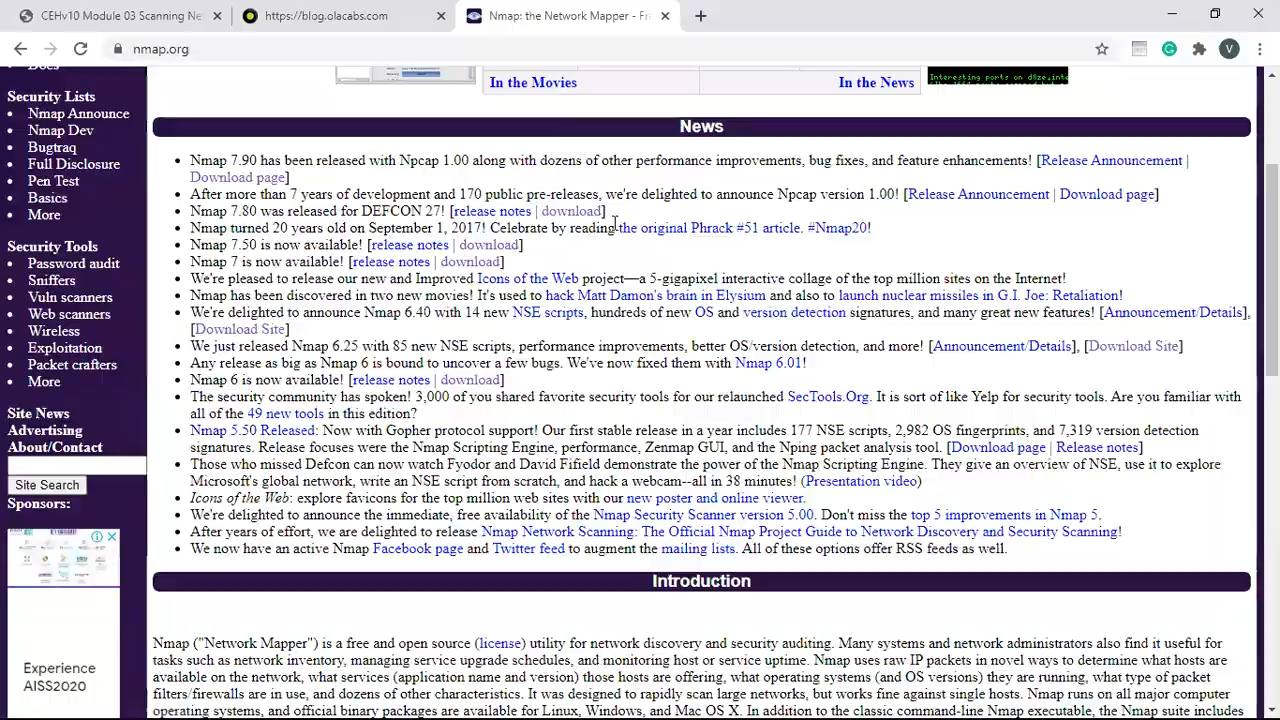 CEHv10 Module 03 Scanning Net
https://blog.olacabs.com
Nmap: the Network Mapper - Fr
nmap.org
V
Docs
Security Lists
Nmap Announce
Nmap Dev
Bugtraq
Full Disclosure
Pen Test
Basics
More
Security Tools
Password audit
Sniffers
Vuln scanners
Web scanners
Wireless
Exploitation
Packet crafters
More
Site News
Advertising
About/Contact
Site Search
Sponsors:
Experience
AISS2020
In the Movies
In the News
Interesting ports on d0ze.inte
News
Nmap 7.90 has been released with Npcap 1.00 along with dozens of other performance improvements, bug fixes, and feature enhancements! [Release Announcement |
Download page]
After more than 7 years of development and 170 public pre-releases, we're delighted to announce Npcap version 1.00! [Release Announcement | Download page]
Nmap 7.80 was released for DEFCON 27! [release notes | download]
Nmap turned 20 years old on September 1, 2017! Celebrate by reading the original Phrack #51 article. #Nmap20!
Nmap 7.50 is now available! [release notes | download]
Nmap 7 is now available! [release notes | download]
We're pleased to release our new and Improved Icons of the Web project—a 5-gigapixel interactive collage of the top million sites on the Internet!
Nmap has been discovered in two new movies! It's used to hack Matt Damon's brain in Elysium and also to launch nuclear missiles in G.I. Joe: Retaliation!
We're delighted to announce Nmap 6.40 with 14 new NSE scripts, hundreds of new OS and version detection signatures, and many great new features! [Announcement/Details],
[Download Site]
We just released Nmap 6.25 with 85 new NSE scripts, performance improvements, better OS/version detection, and more! [Announcement/Details], [Download Site]
Any release as big as Nmap 6 is bound to uncover a few bugs. We've now fixed them with Nmap 6.01!
Nmap 6 is now available! [release notes | download]
The security community has spoken! 3,000 of you shared favorite security tools for our relaunched SecTools.Org. It is sort of like Yelp for security tools. Are you familiar with
all of the 49 new tools in this edition?
Nmap 5.50 Released: Now with Gopher protocol support! Our first stable release in a year includes 177 NSE scripts, 2,982 OS fingerprints, and 7,319 version detection
signatures. Release focuses were the Nmap Scripting Engine, performance, Zenmap GUI, and the Nping packet analysis tool. [Download page | Release notes]
Those who missed Defcon can now watch Fyodor and David Fifield demonstrate the power of the Nmap Scripting Engine. They give an overview of NSE, use it to explore
Microsoft's global network, write an NSE script from scratch, and hack a webcam--all in 38 minutes! (Presentation video)
Icons of the Web: explore favicons for the top million web sites with our new poster and online viewer.
We're delighted to announce the immediate, free availability of the Nmap Security Scanner version 5.00. Don't miss the top 5 improvements in Nmap 5.
After years of effort, we are delighted to release Nmap Network Scanning: The Official Nmap Project Guide to Network Discovery and Security Scanning!
We now have an active Nmap Facebook page and Twitter feed to augment the mailing lists. All of these options offer RSS feeds as well.
Introduction
Nmap ("Network Mapper") is a free and open source (license) utility for network discovery and security auditing. Many systems and network administrators also find it useful for
tasks such as network inventory, managing service upgrade schedules, and monitoring host or service uptime. Nmap uses raw IP packets in novel ways to determine what hosts are
available on the network, what services (application name and version) those hosts are offering, what operating systems (and OS versions) they are running, what type of packet
filters/firewalls are in use, and dozens of other characteristics. It was designed to rapidly scan large networks, but works fine against single hosts. Nmap runs on all major computer
operating systems, and official binary packages are available for Linux, Windows, and Mac OS X. In addition to the classic command-line Nmap executable, the Nmap suite includes